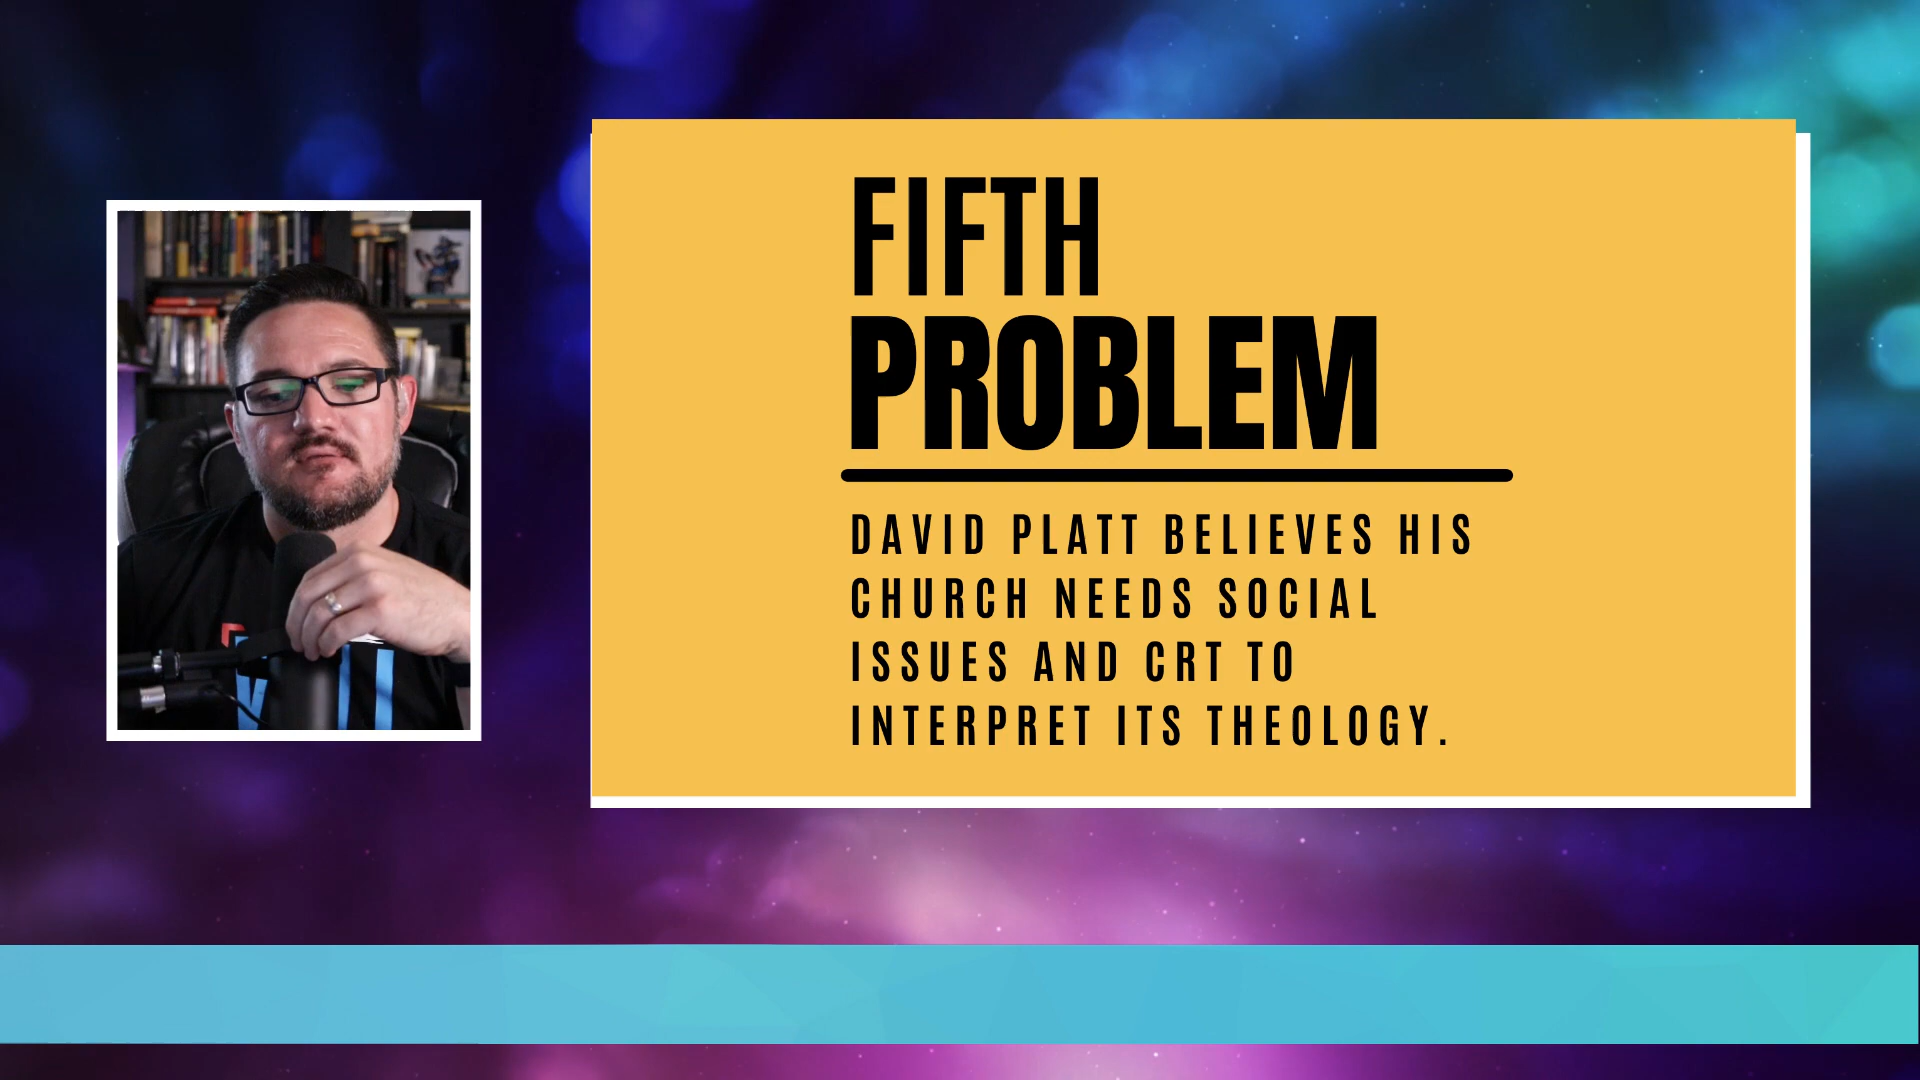 FIFTH
PROBLEM
DAVID PLATT BELIEVES HIS
CHURCH NEEDS SOCIAL
ISSUES AND CRT TO
INTERPRET ITS THEOLOGY.